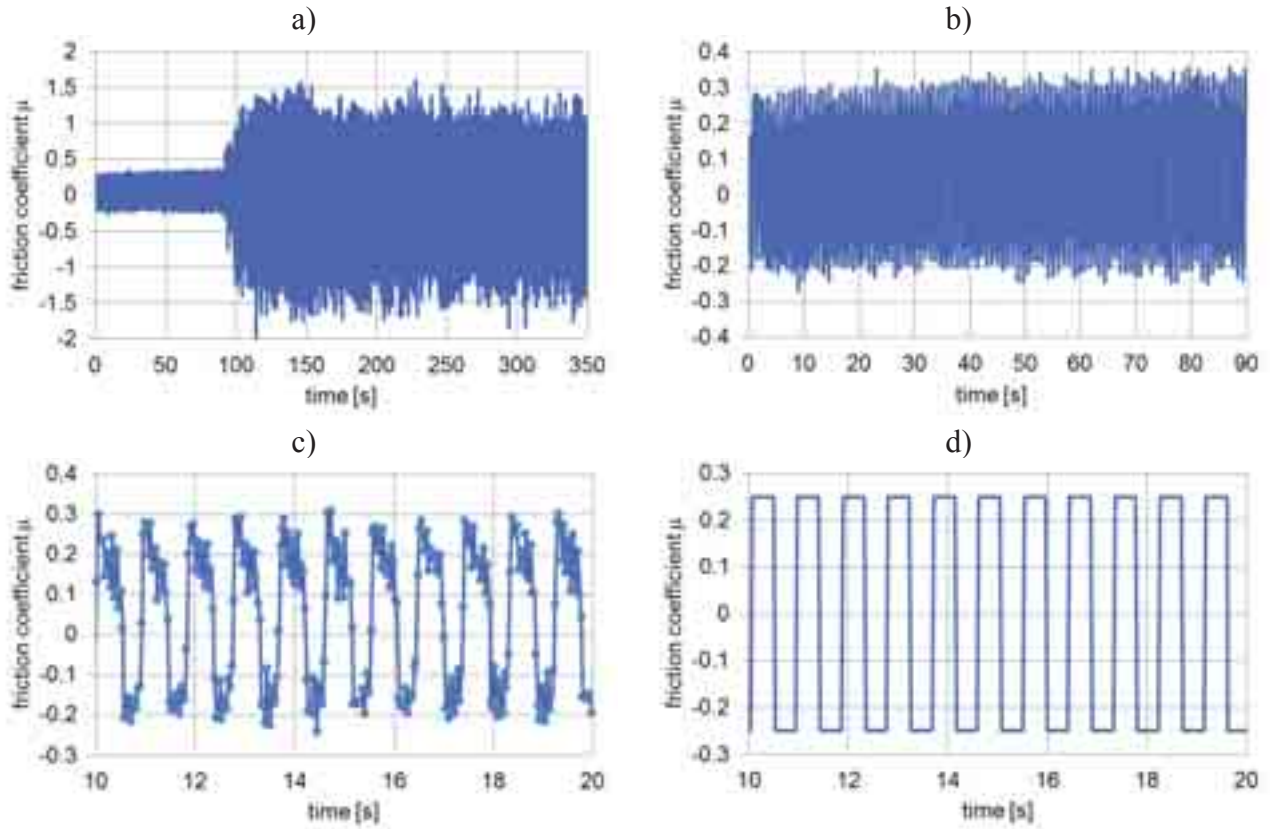 a)
2
1.5
1
0.5
0
-0.5
-1
-1.5
-2
friction coefficient μ
0 50 100 150 200 250 300 350
time [s]
b)
0.4
0.3
0.2
0.1
0
-0.1
-0.2
-0.3
-0.4
friction coefficient μ
0 10 20 30 40 50 60 70 80 90
time [s]
c)
0.4
0.3
0.2
0.1
0
-0.1
-0.2
-0.3
friction coefficient μ
10 12 14 16 18 20
time [s]
d)
0.3
0.2
0.1
0
-0.1
-0.2
-0.3
friction coefficient μ
10 12 14 16 18 20
time [s]